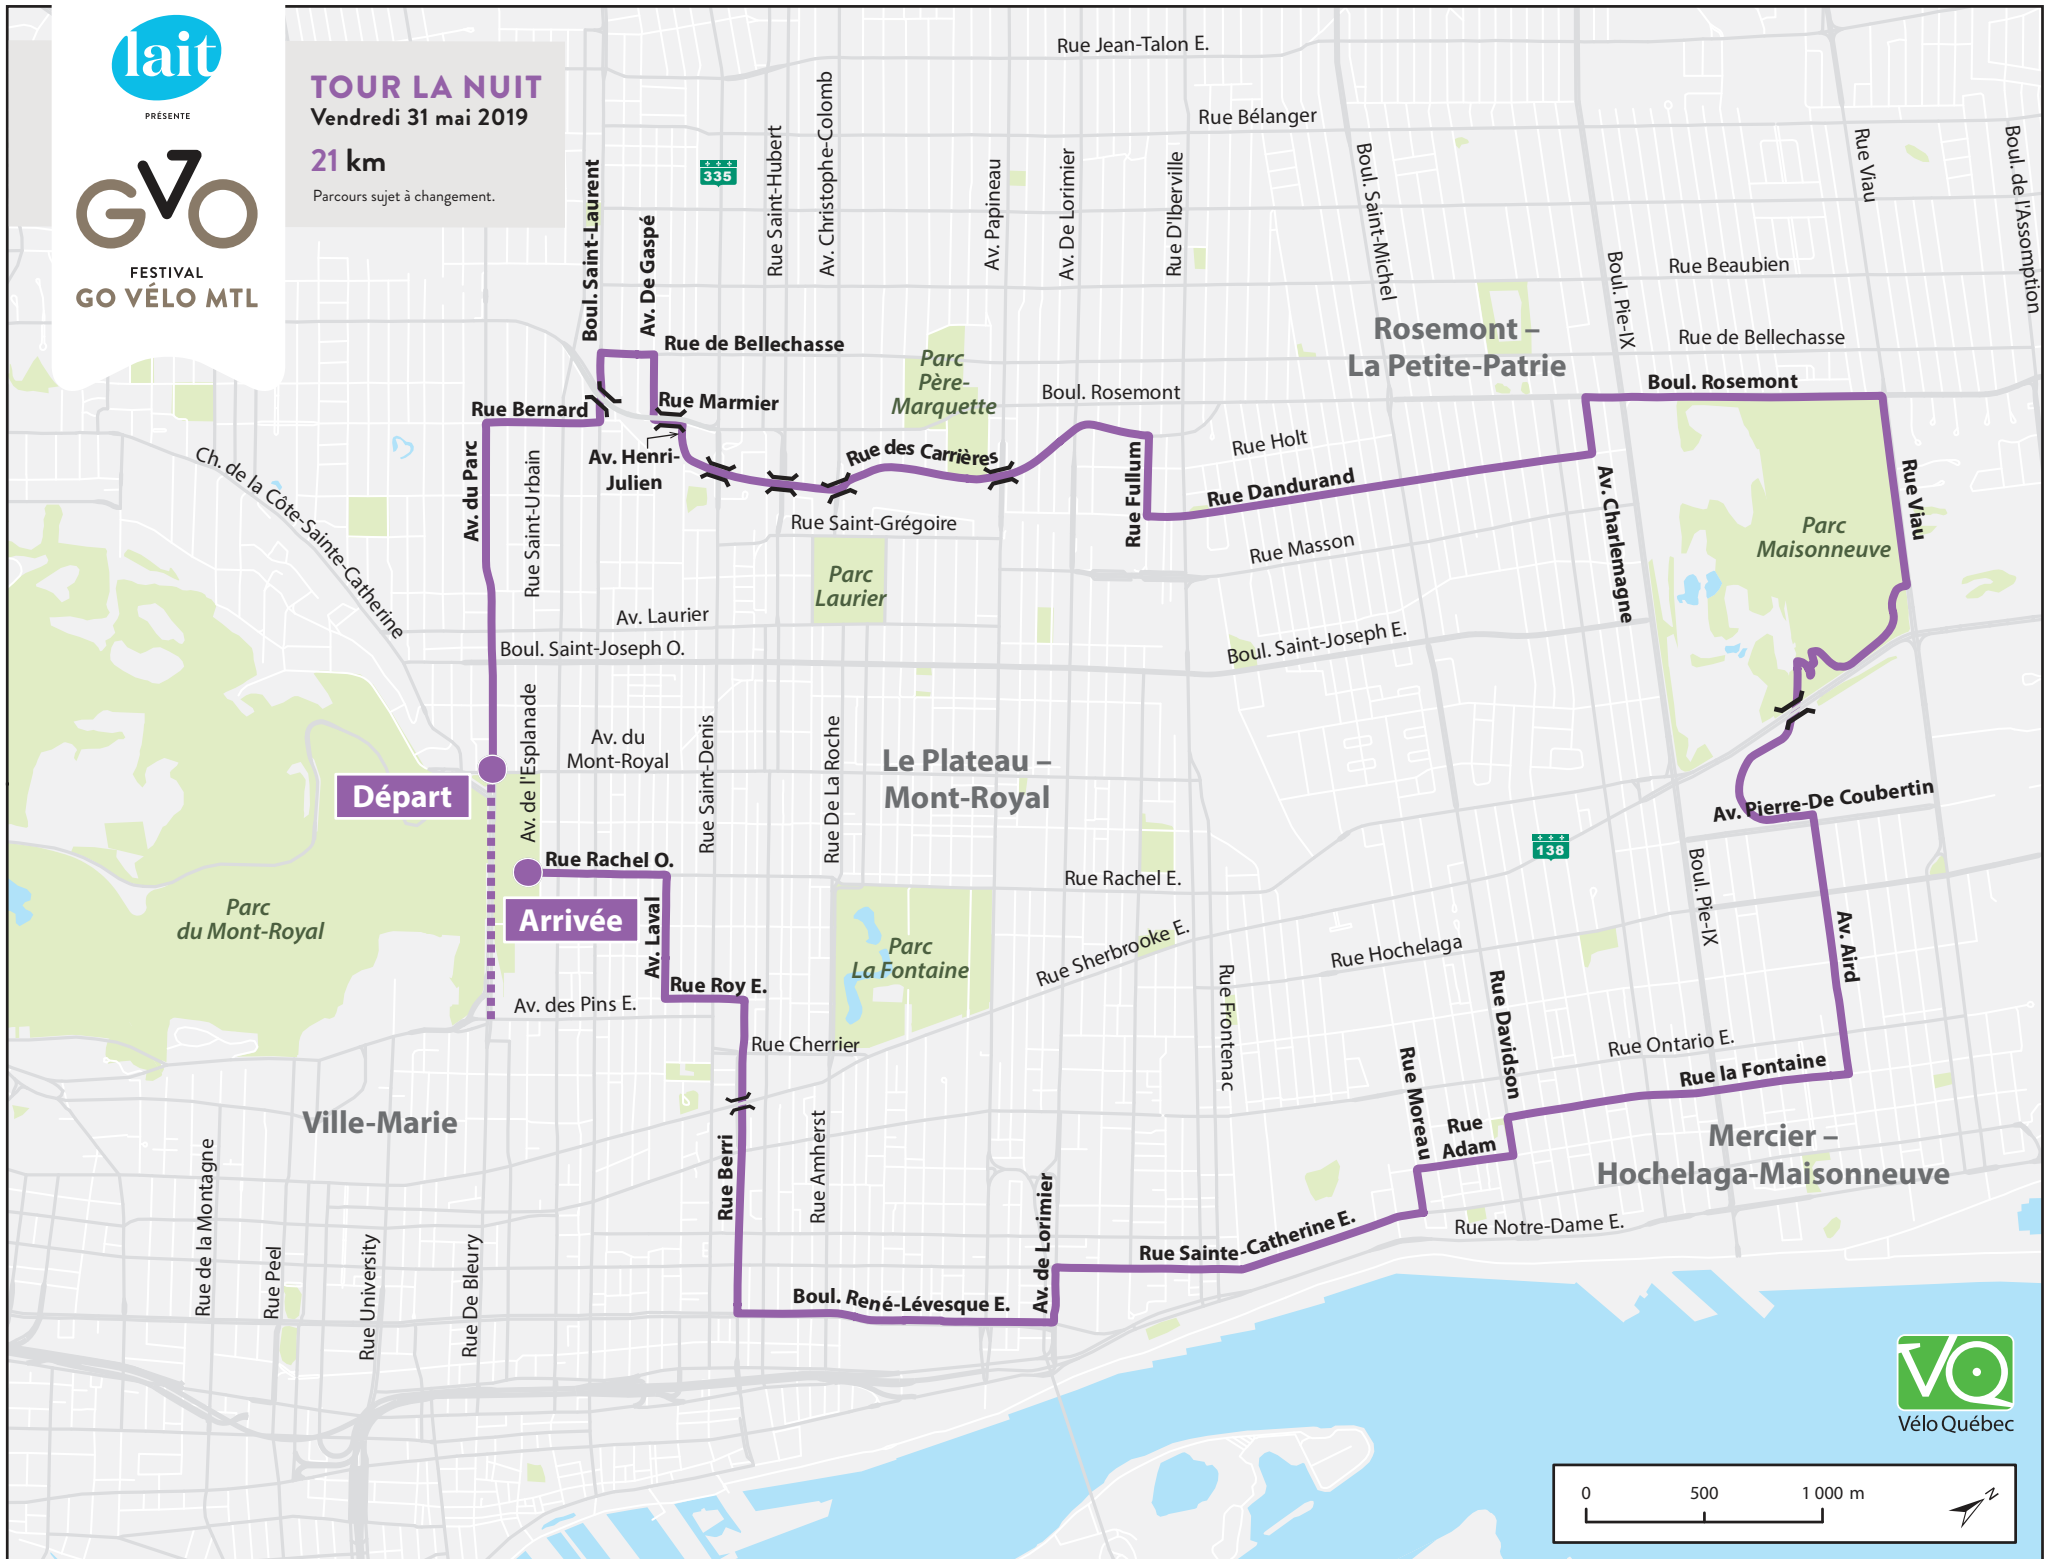 lait
PRÉSENTE
GVO
FESTIVAL
GO VÉLO MTL
TOUR LA NUIT
Vendredi 31 mai 2019
21 km
Parcours sujet à changement.
Rue Jean-Talon E.
Rue Bélanger
335
Boul. Saint-Laurent
Av. De Gaspé
Rue Saint-Hubert
Av. Christophe-Colomb
Av. Papineau
Av. De Lorimier
Rue D'Iberville
Boul. Saint-Michel
Boul. Pie-IX
Rue Viau
Boul. de l'Assomption
Rue Beaubien
Rue de Bellechasse
Rosemont –
La Petite-Patrie
Rue de Bellechasse
Parc
Père-
Marquette
Boul. Rosemont
Boul. Rosemont
Rue Bernard
Rue Marmier
Av. Henri-
Julien
Rue des Carrières
Rue Holt
Rue Dandurand
Rue Fullum
Av. Charlemagne
Rue Viau
Parc
Maisonneuve
Ch. de la Côte-Sainte-Catherine
Av. du Parc
Rue Saint-Urbain
Rue Saint-Grégoire
Rue Masson
Parc
Laurier
Av. Laurier
Boul. Saint-Joseph O.
Boul. Saint-Joseph E.
Av. de l'Esplanade
Av. du
Mont-Royal
Rue Saint-Denis
Rue De La Roche
Le Plateau –
Mont-Royal
Départ
Av. Pierre-De Coubertin
138
Rue Rachel O.
Arrivée
Av. Laval
Rue Rachel E.
Boul. Pie-IX
Av. Aird
Parc
du Mont-Royal
Parc
La Fontaine
Rue Sherbrooke E.
Rue Hochelaga
Rue Roy E.
Av. des Pins E.
Rue Cherrier
Rue Frontenac
Rue Davidson
Rue Moreau
Rue Ontario E.
Rue la Fontaine
Ville-Marie
Rue Berri
Rue Amherst
Rue
Adam
Mercier –
Hochelaga-Maisonneuve
Rue de la Montagne
Rue Peel
Rue University
Rue De Bleury
Av. de Lorimier
Rue Sainte-Catherine E.
Rue Notre-Dame E.
Boul. René-Lévesque E.
VQ
Vélo Québec
0 500 1 000 m
N